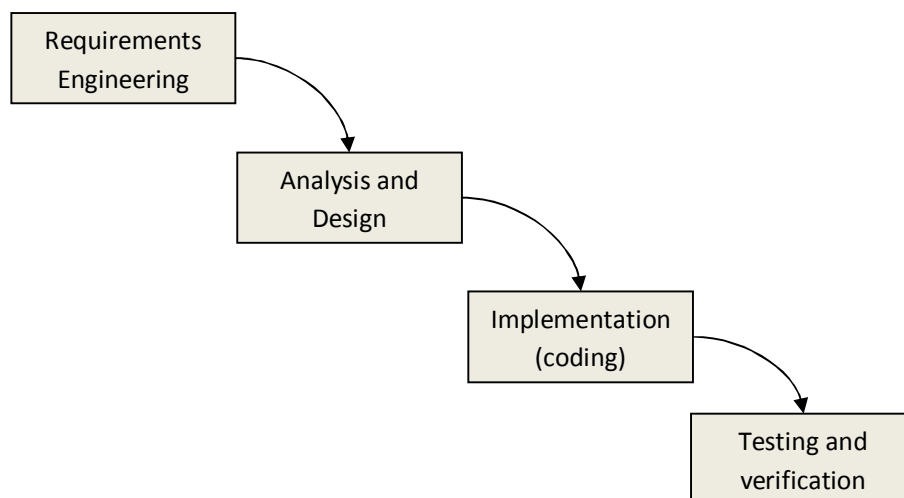 Requirements
Engineering
Analysis and
Design
Implementation
(coding)
Testing and
verification